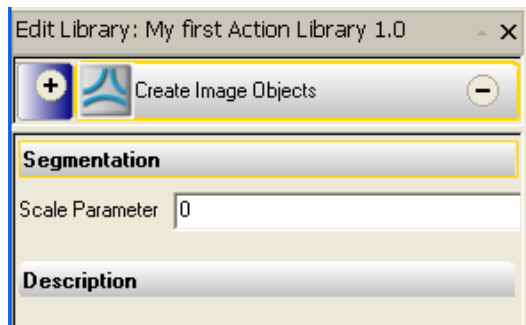 Edit Library: My first Action Library 1.0
Create Image Objects
Segmentation
Scale Parameter 0
Description